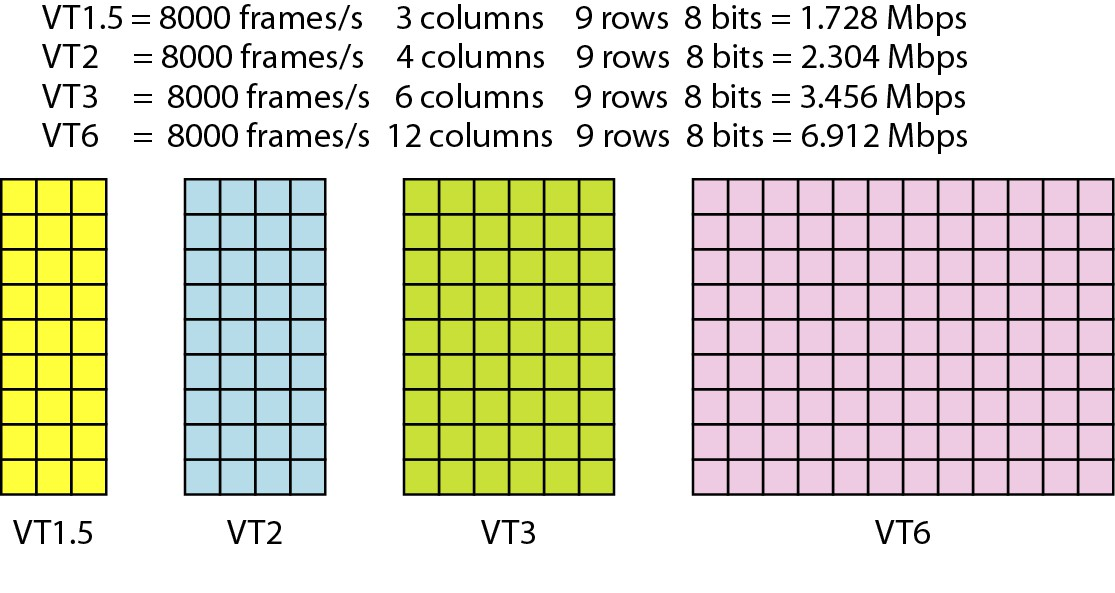 VT1.5 = 8000 frames/s 3 columns 9 rows 8 bits = 1.728 Mbps
VT2 = 8000 frames/s 4 columns 9 rows 8 bits = 2.304 Mbps
VT3 = 8000 frames/s 6 columns 9 rows 8 bits = 3.456 Mbps
VT6 = 8000 frames/s 12 columns 9 rows 8 bits = 6.912 Mbps
VT1.5 VT2 VT3 VT6